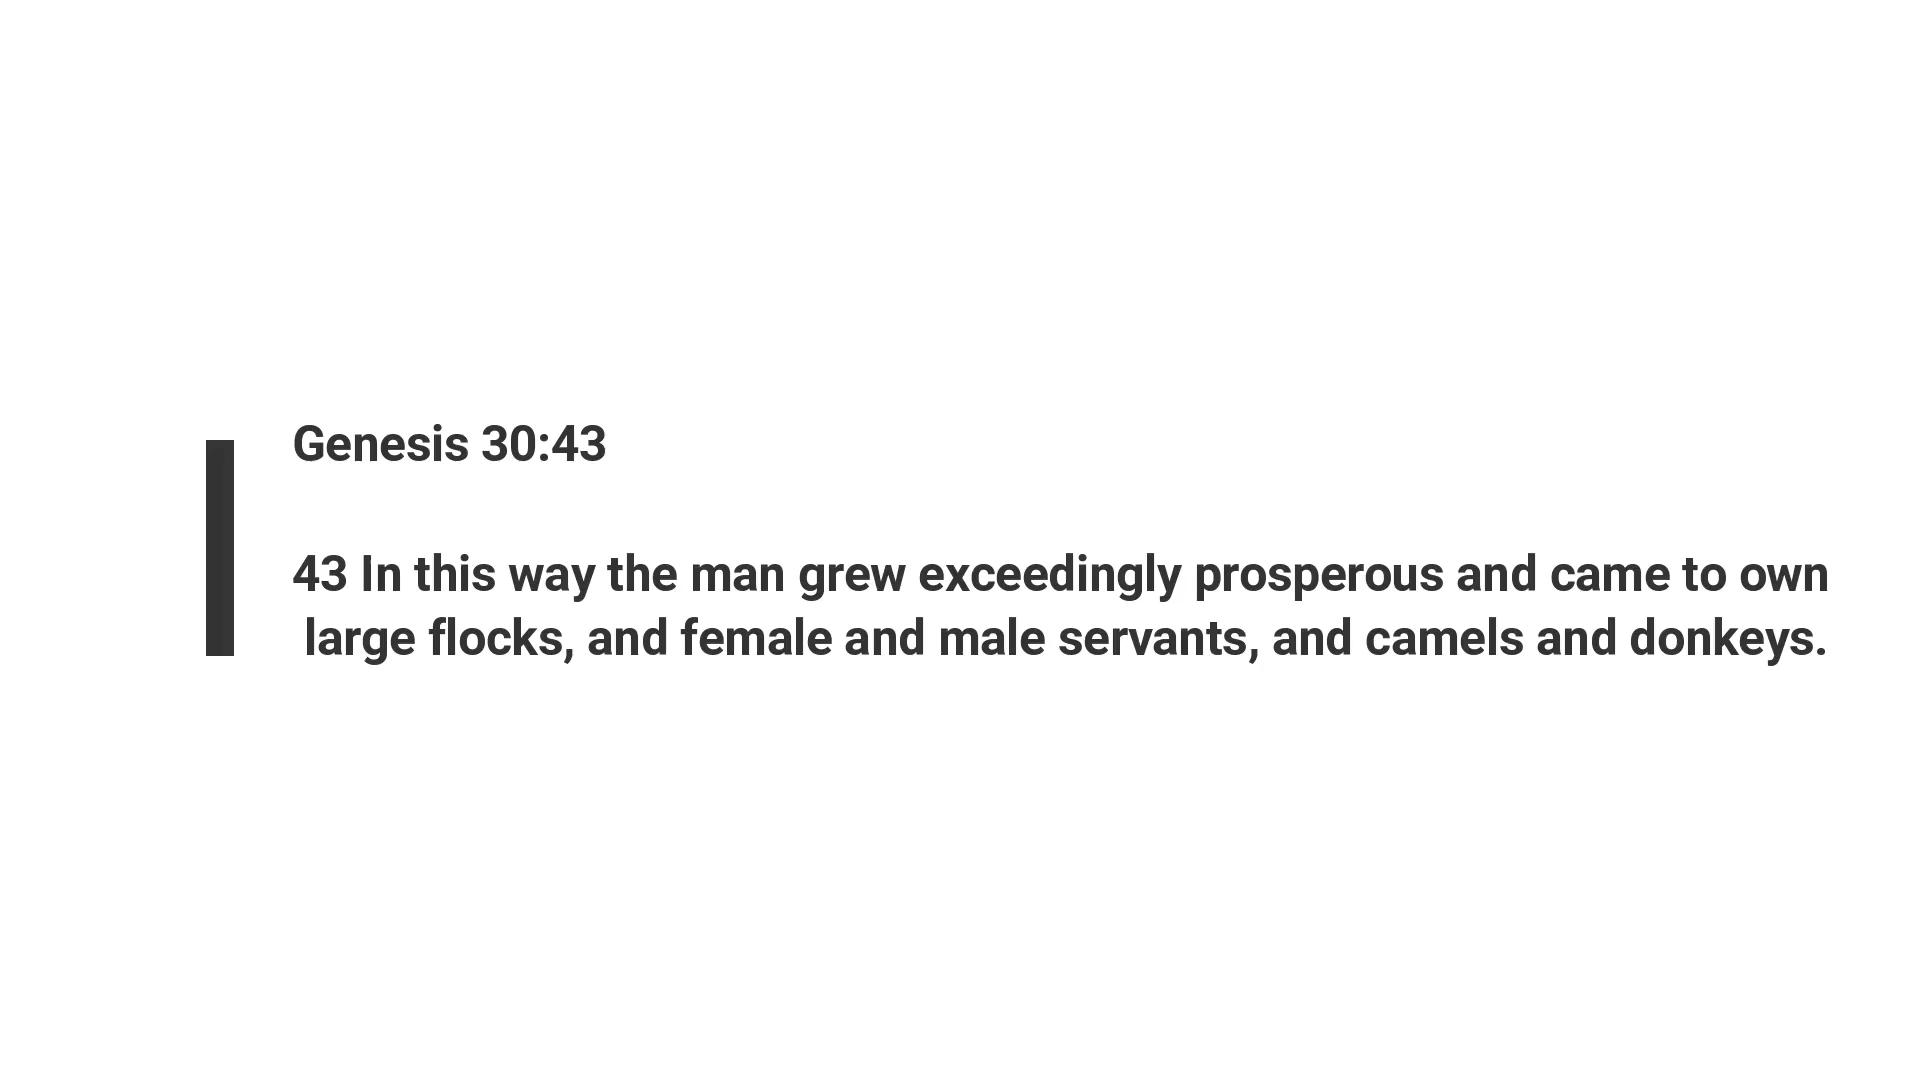 Genesis 30:43
43 In this way the man grew exceedingly prosperous and came to own
large flocks, and female and male servants, and camels and donkeys.